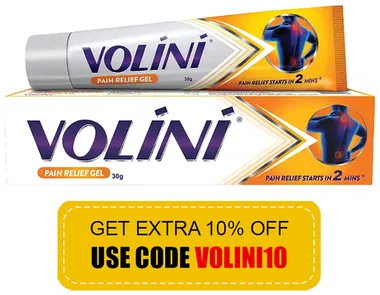 VOLINI®
PAIN RELIEF GEL
30g
PAIN RELIEF STARTS IN 2 MINS*
VOLINI®
PAIN RELIEF GEL
30g
PAIN RELIEF STARTS IN 2 MINS*
GET EXTRA 10% OFF
USE CODE VOLINI10